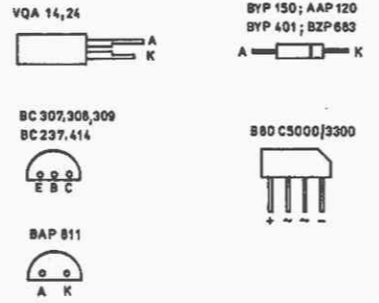 VQA 14,24
A
K
BYP 150; AAP 120
BYP 401; BZP 683
A K
BC 307,308,309
BC 237,414
E B C
B80 C5000/3300
+ ~ ~ -
BAP 811
A K